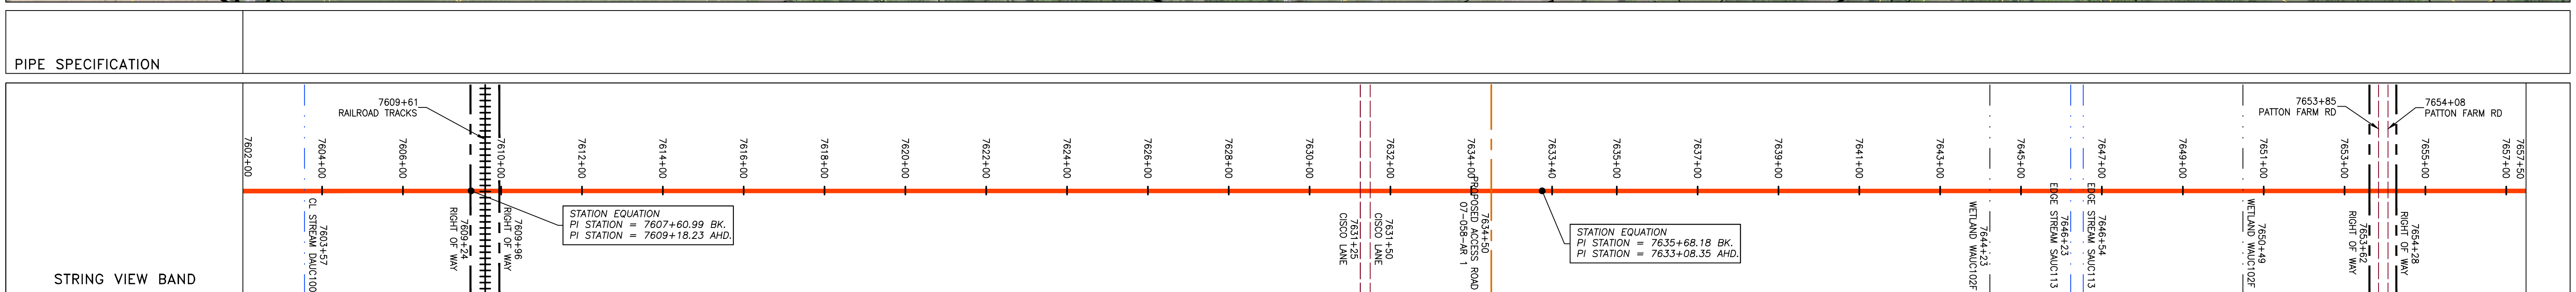 PIPE SPECIFICATION
STRING VIEW BAND
7602+00
7603+57
CL STREAM DAUC100
7604+00
7606+00
7609+61
RAILROAD TRACKS
7609+24
RIGHT OF WAY
7609+96
RIGHT OF WAY
7610+00
STATION EQUATION
PI STATION = 7607+60.99 BK.
PI STATION = 7609+18.23 AHD.
7612+00
7614+00
7616+00
7618+00
7620+00
7622+00
7624+00
7626+00
7628+00
7630+00
7631+25
CISCO LANE
7631+50
CISCO LANE
7632+00
7634+00
7634+50
PROPOSED ACCESS ROAD
07-058-AR 1
7633+40
STATION EQUATION
PI STATION = 7635+68.18 BK.
PI STATION = 7633+08.35 AHD.
7635+00
7637+00
7639+00
7641+00
7643+00
7644+23
WETLAND WAUC102F
7645+00
7646+23
EDGE STREAM SAUC113
7646+54
EDGE STREAM SAUC113
7647+00
7649+00
7650+49
WETLAND WAUC102F
7651+00
7653+00
7653+62
RIGHT OF WAY
7653+85
PATTON FARM RD
7654+08
PATTON FARM RD
7654+28
RIGHT OF WAY
7655+00
7657+00
7657+50